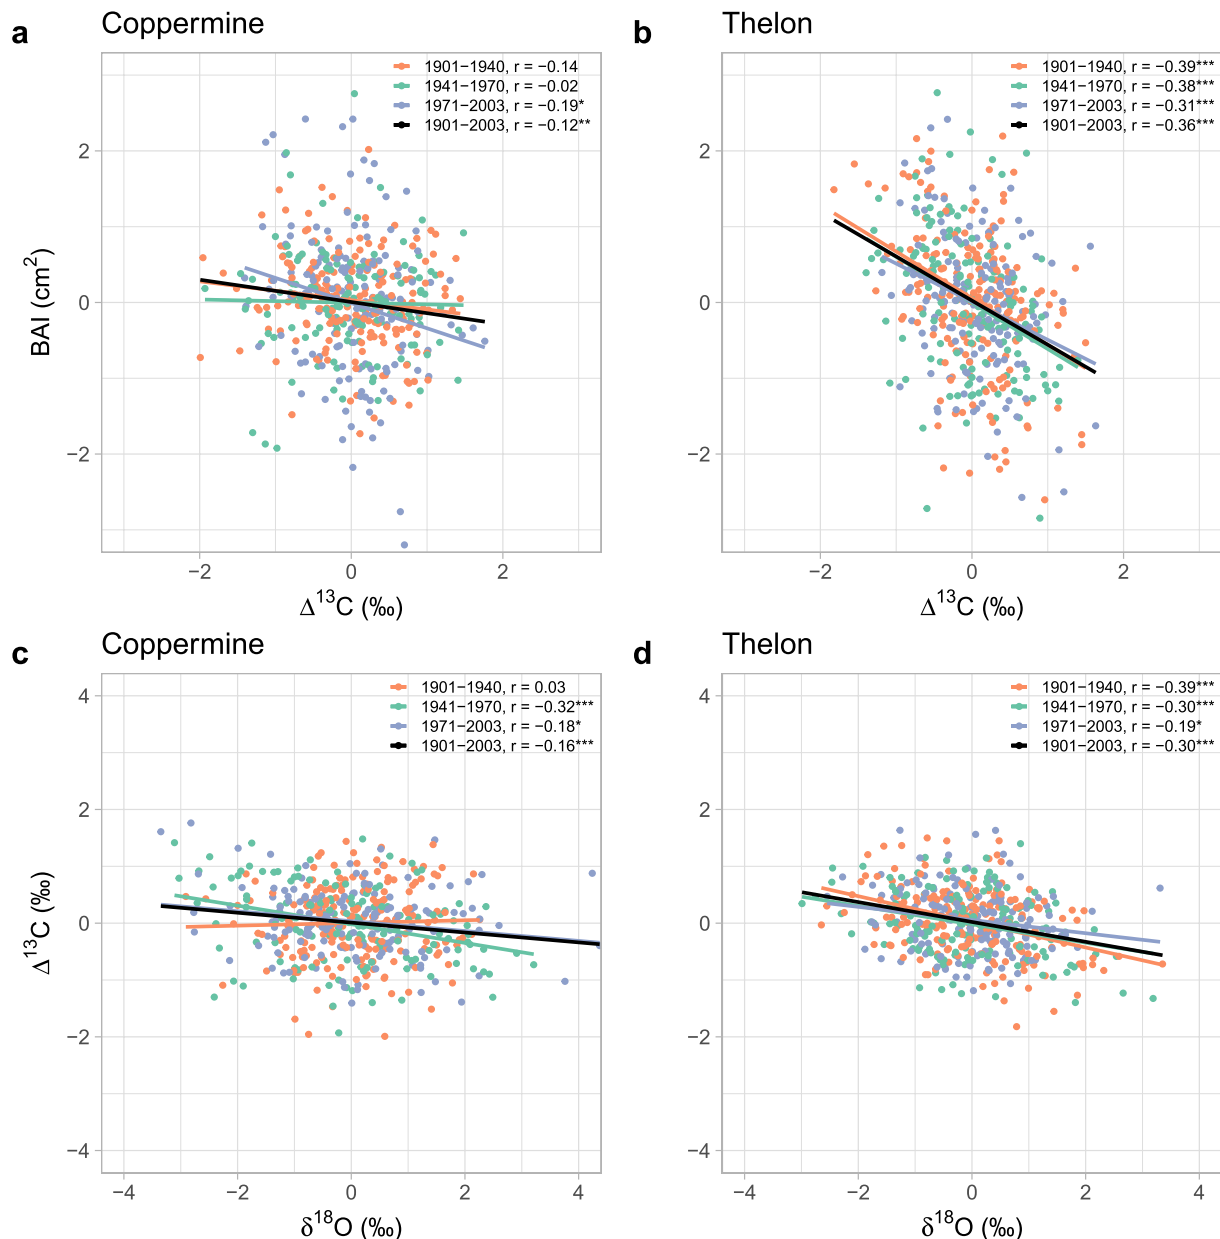 a Coppermine
1901−1940, r = −0.14
1941−1970, r = −0.02
1971−2003, r = −0.19*
1901−2003, r = −0.12**
BAI (cm²)
2
0
−2
−2 0 2
Δ¹³C (‰)
b Thelon
1901−1940, r = −0.39***
1941−1970, r = −0.38***
1971−2003, r = −0.31***
1901−2003, r = −0.36***
2
0
−2
−2 0 2
Δ¹³C (‰)
c Coppermine
1901−1940, r = 0.03
1941−1970, r = −0.32***
1971−2003, r = −0.18*
1901−2003, r = −0.16***
Δ¹³C (‰)
4
2
0
−2
−4
−4 −2 0 2 4
δ¹⁸O (‰)
d Thelon
1901−1940, r = −0.39***
1941−1970, r = −0.30***
1971−2003, r = −0.19*
1901−2003, r = −0.30***
4
2
0
−2
−4
−4 −2 0 2 4
δ¹⁸O (‰)